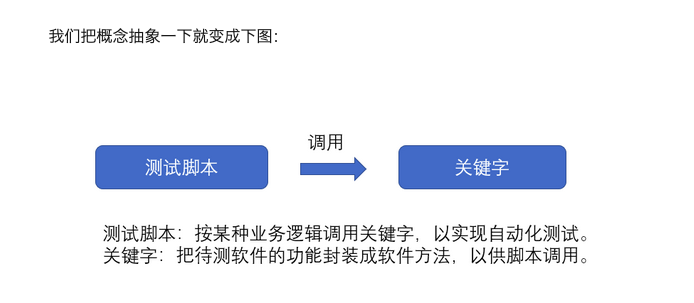 我们把概念抽象一下就变成下图：
调用
测试脚本
关键字
测试脚本：按某种业务逻辑调用关键字，以实现自动化测试。
关键字：把待测软件的功能封装成软件方法，以供脚本调用。